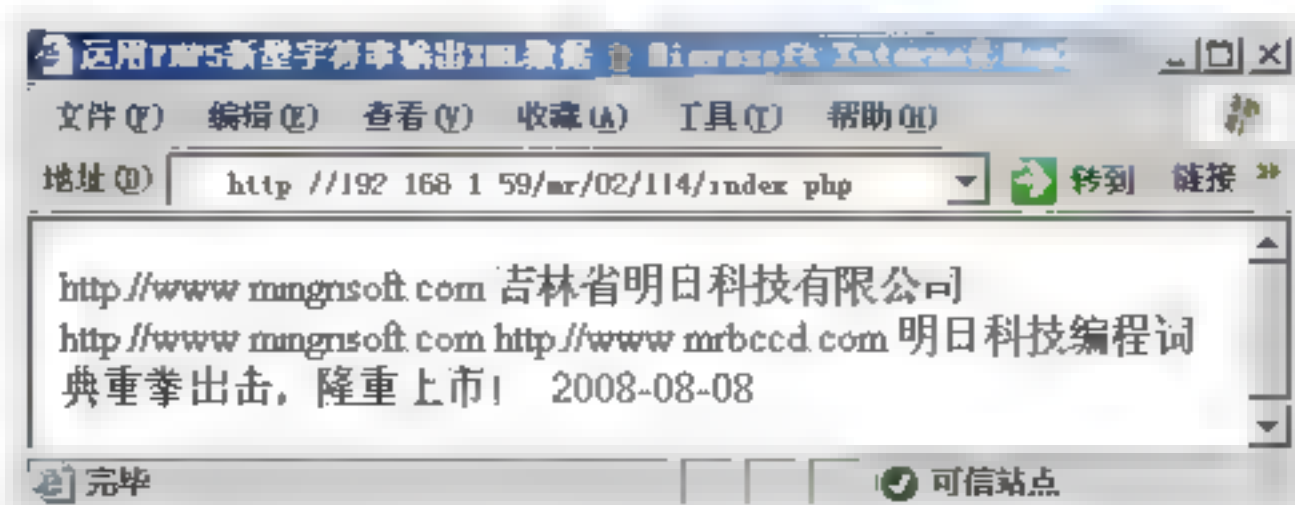 运用PHP5新型字符串输出XML数据 - Microsoft Internet
文件(F) 编辑(E) 查看(V) 收藏(A) 工具(T) 帮助(H)
地址(D) http //192 168 1 59/mr/02/114/index php 转到 链接 »
http://www mingrisoft com 吉林省明日科技有限公司
http://www mingrisoft com http://www mrbccd com 明日科技编程词
典重拳出击，隆重上市! 2008-08-08
完毕 可信站点